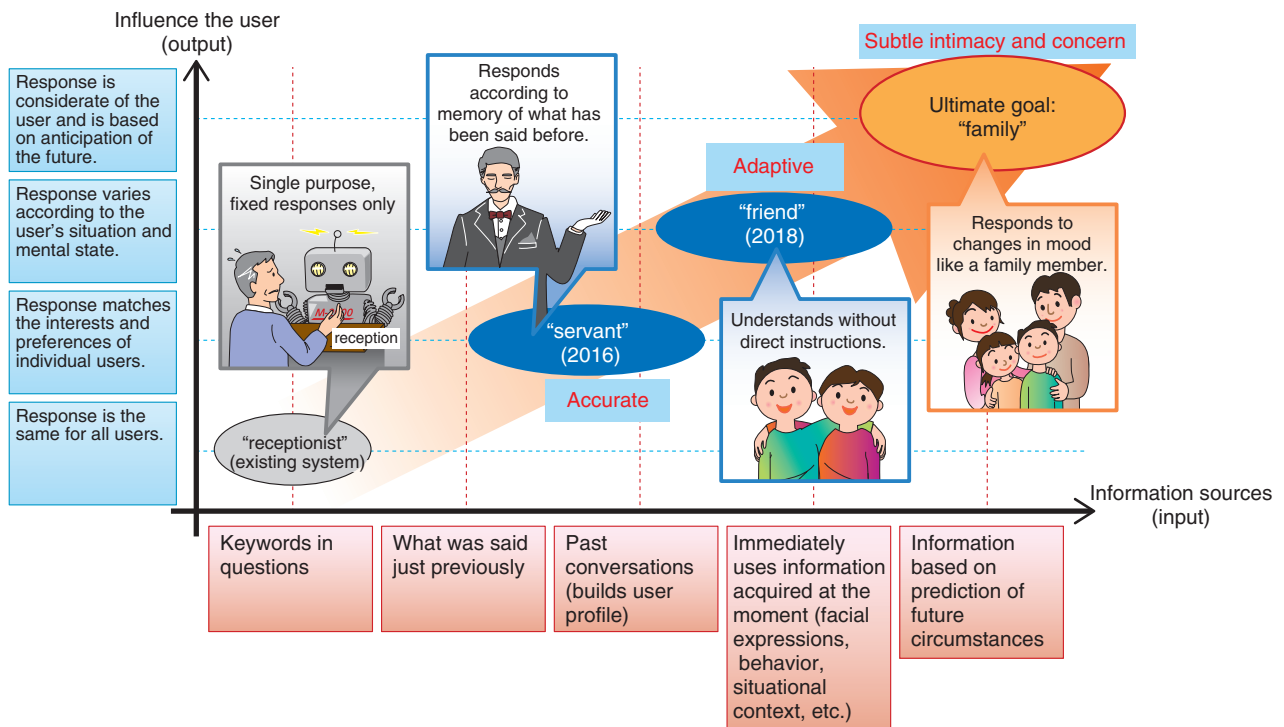 Influence the user
(output)
Subtle intimacy and concern
Response is
considerate of the
user and is based
on anticipation of
the future.
Response varies
according to the
user's situation and
mental state.
Response matches
the interests and
preferences of
individual users.
Response is the
same for all users.
Single purpose,
fixed responses only
reception
"receptionist"
(existing system)
Responds
according to
memory of what has
been said before.
"servant"
(2016)
Accurate
Adaptive
"friend"
(2018)
Understands without
direct instructions.
Ultimate goal:
"family"
Responds to
changes in mood
like a family member.
Information sources
(input)
Keywords in
questions
What was said
just previously
Past
conversations
(builds user
profile)
Immediately
uses information
acquired at the
moment (facial
expressions,
behavior,
situational
context, etc.)
Information
based on
prediction of
future
circumstances